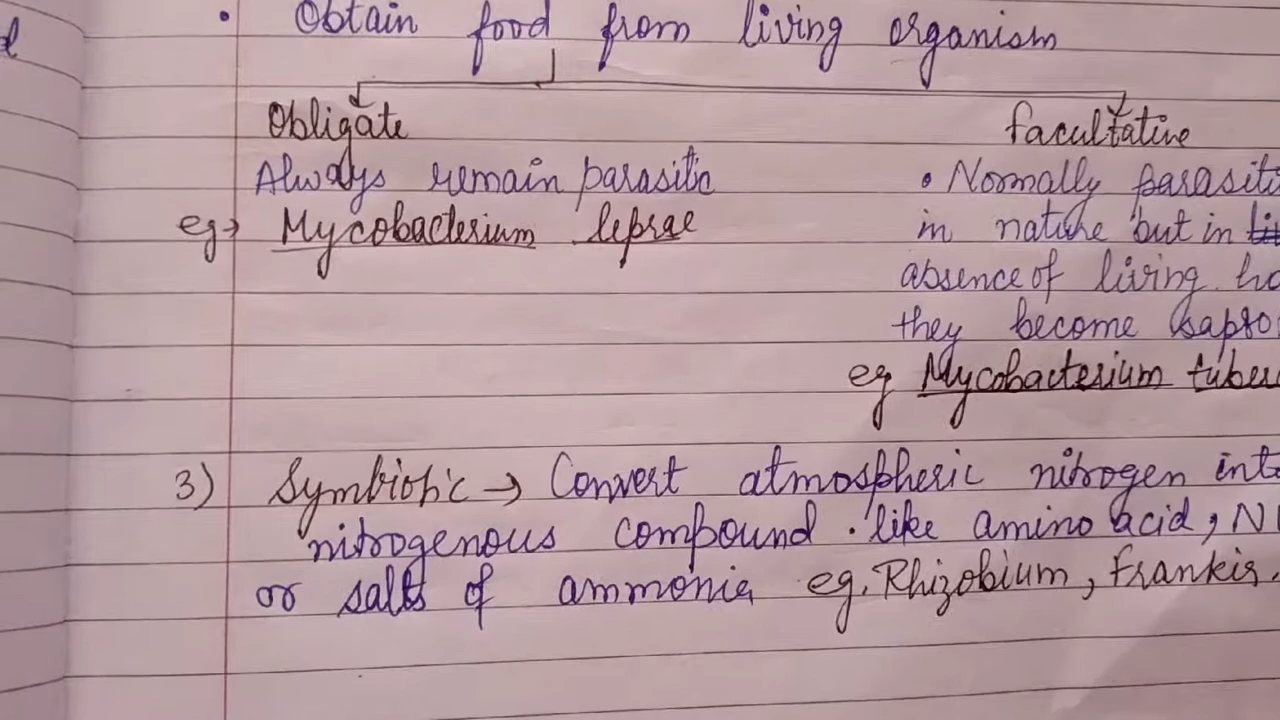 • Obtain food from living organism
Obligate
Always remain parasitic
eg→ Mycobacterium leprae
facultative
• Normally parasiti
in nature but in
absence of living ho
they become sapro
eg Mycobacterium tuber
3) Symbiotic → Convert atmospheric nitrogen into
nitrogenous compound . like amino acid, N
or salts of ammonia eg. Rhizobium, Frankia.